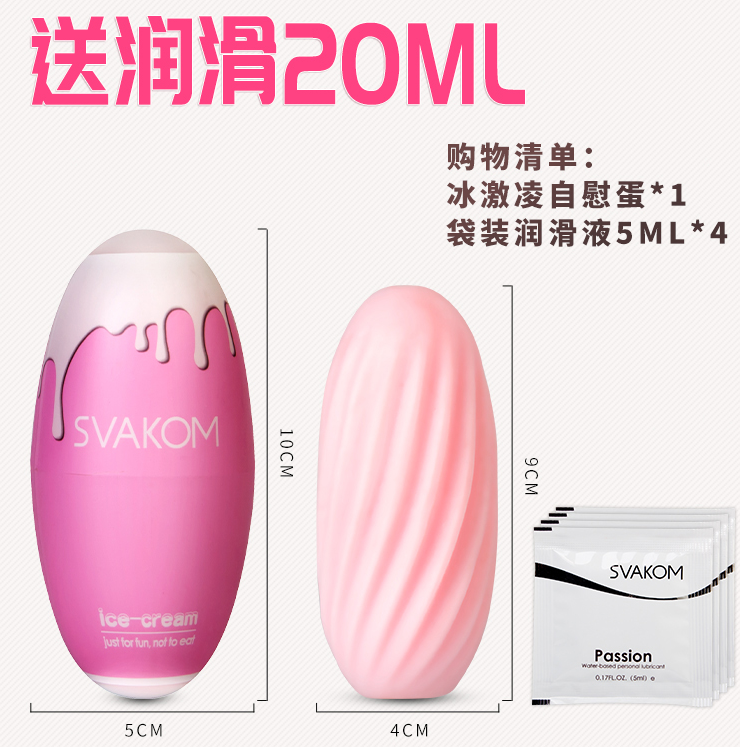 送润滑20ML
购物清单：
冰激凌自慰蛋*1
袋装润滑液5ML*4
SVAKOM
ice-cream
just for fun, not to eat
10CM
5CM
9CM
4CM
SVAKOM
Passion
Water-based personal lubricant
0.17FL.OZ. (5ml) e